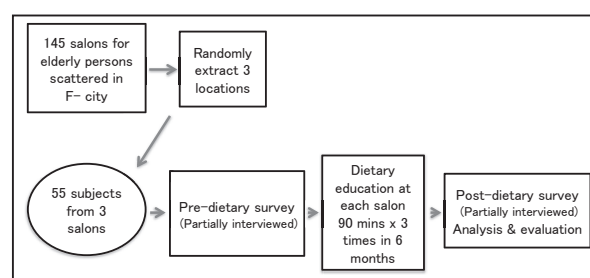 145 salons for
elderly persons
scattered in
F- city
Randomly
extract 3
locations
55 subjects
from 3
salons
Pre-dietary survey
(Partially interviewed)
Dietary
education at
each salon
90 mins x 3
times in 6
months
Post-dietary survey
(Partially interviewed)
Analysis & evaluation